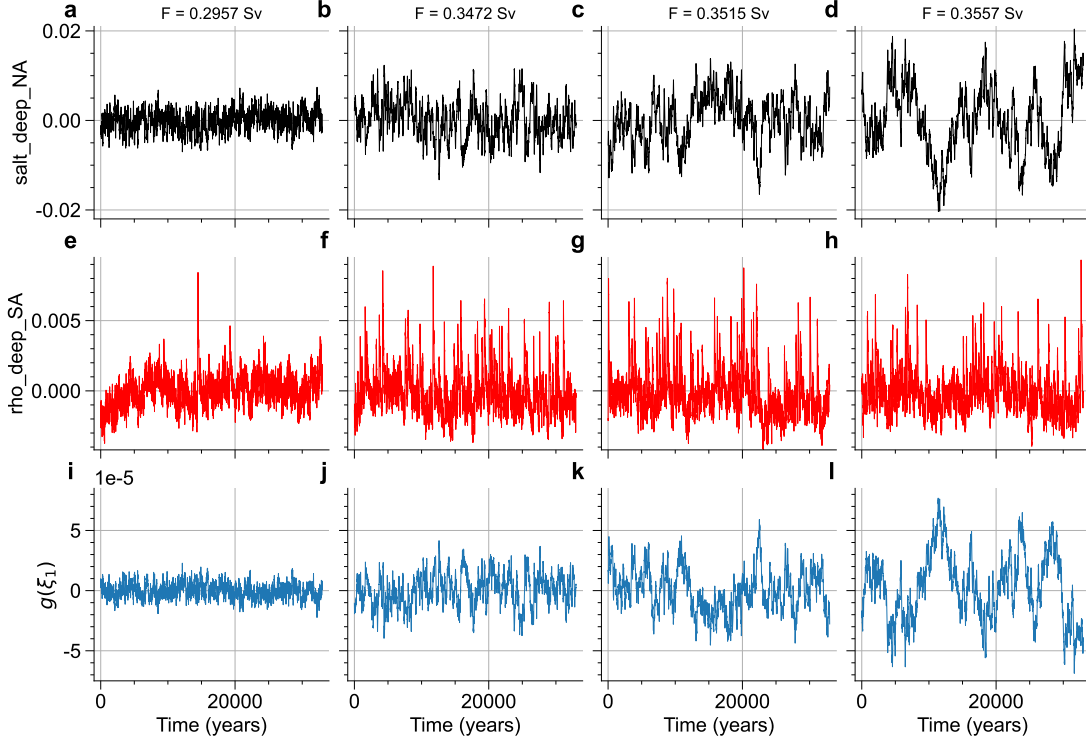 a F = 0.2957 Sv b F = 0.3472 Sv c F = 0.3515 Sv d F = 0.3557 Sv
0.02
0.00
-0.02
salt_deep_NA
e f g h
0.005
0.000
rho_deep_SA
i 1e-5 j k l
5
0
-5
g(ξ₁)
0 20000 0 20000 0 20000 0 20000
Time (years) Time (years) Time (years) Time (years)